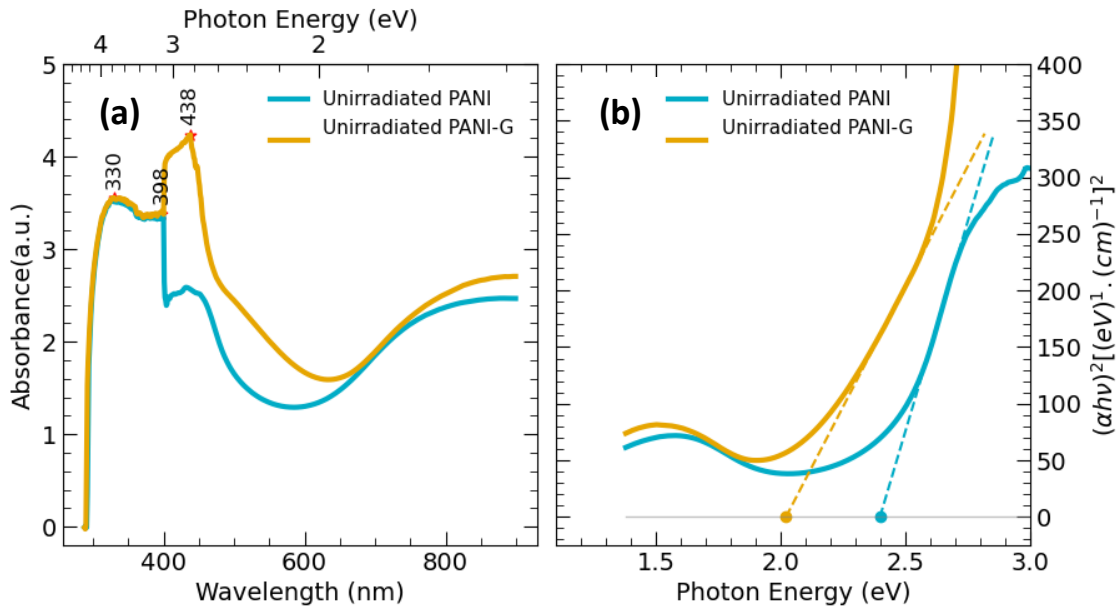 Photon Energy (eV)
4 3 2
(a)
Unirradiated PANI
Unirradiated PANI-G
330
398
438
5
4
3
2
1
0
Absorbance(a.u.)
400 600 800
Wavelength (nm)
(b)
Unirradiated PANI
Unirradiated PANI-G
400
350
300
250
200
150
100
50
0
(αhν)²[(eV)¹.(cm)⁻¹]²
1.5 2.0 2.5 3.0
Photon Energy (eV)